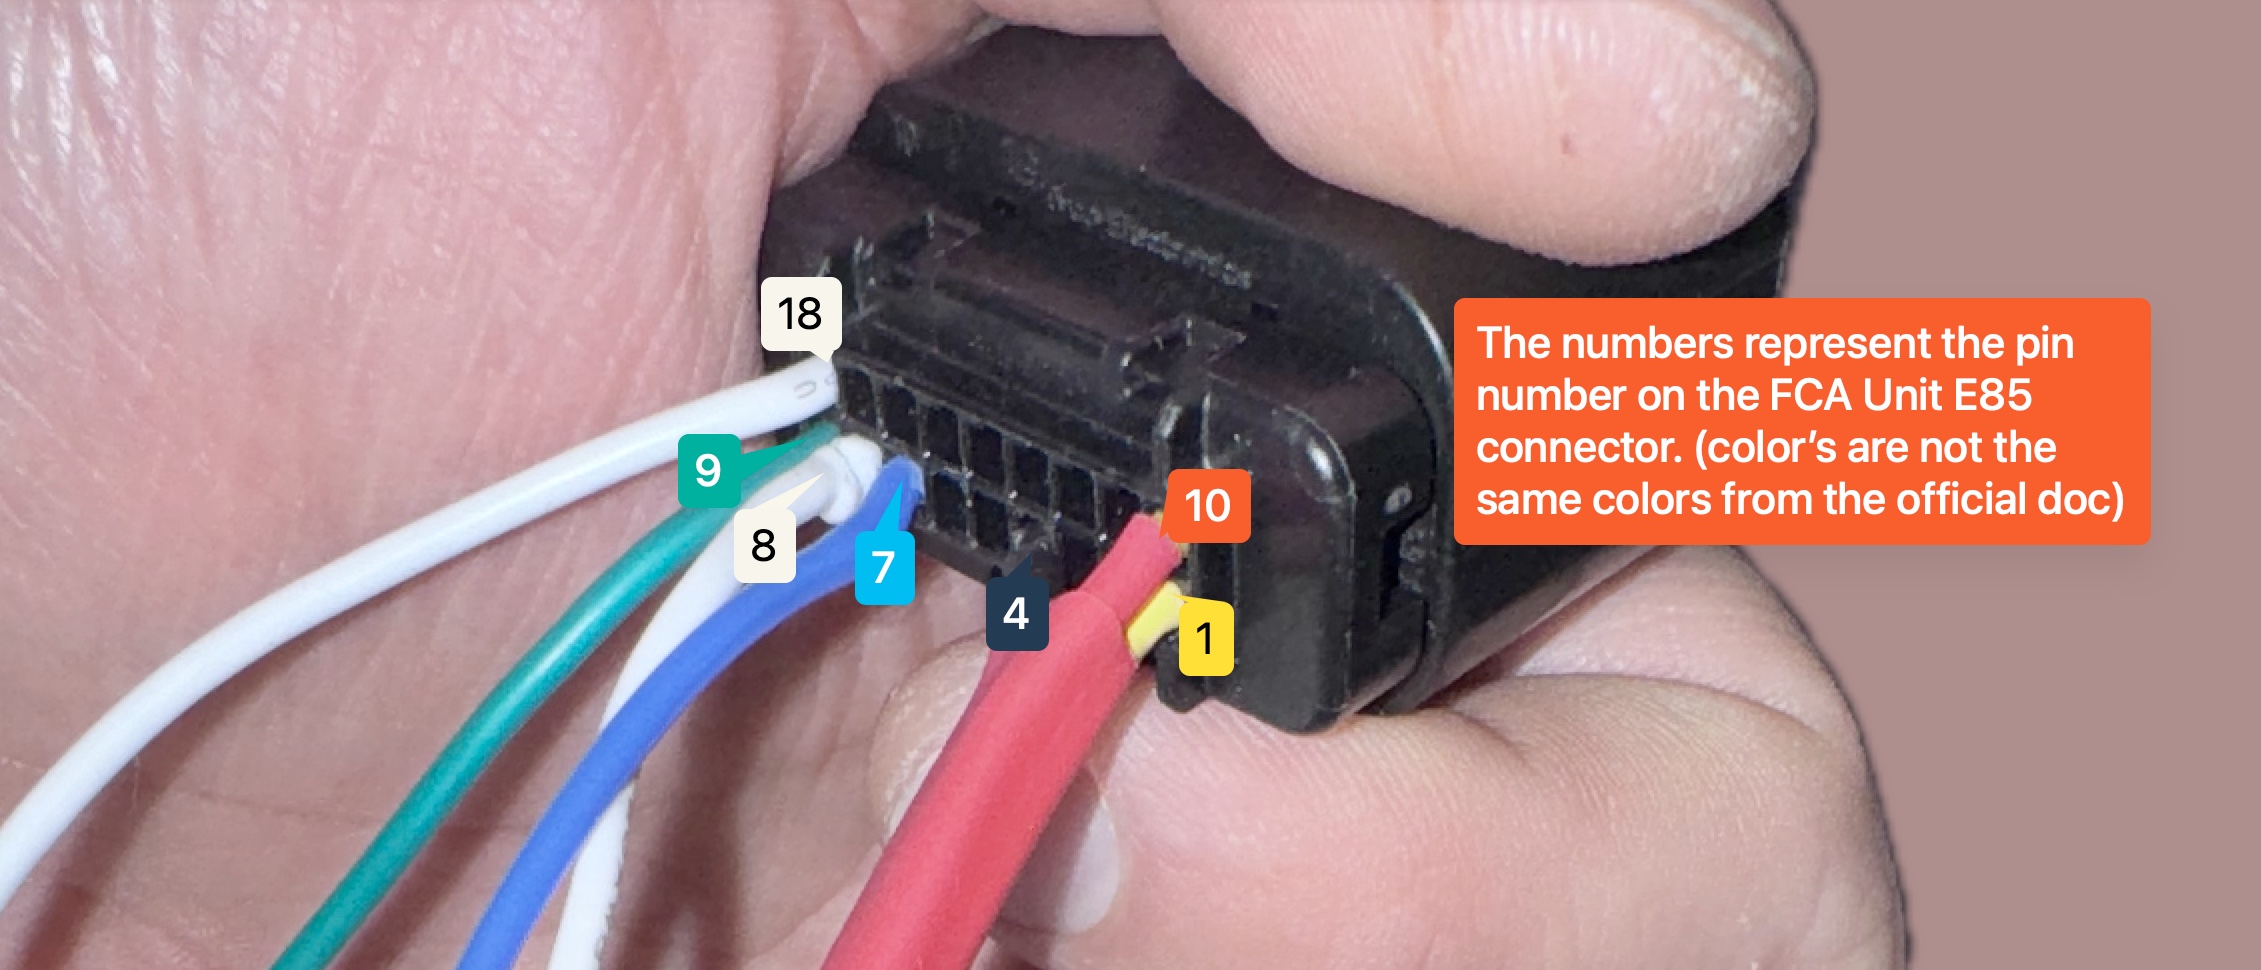 18
9
8
7
4
10
1
The numbers represent the pin
number on the FCA Unit E85
connector. (color’s are not the
same colors from the official doc)